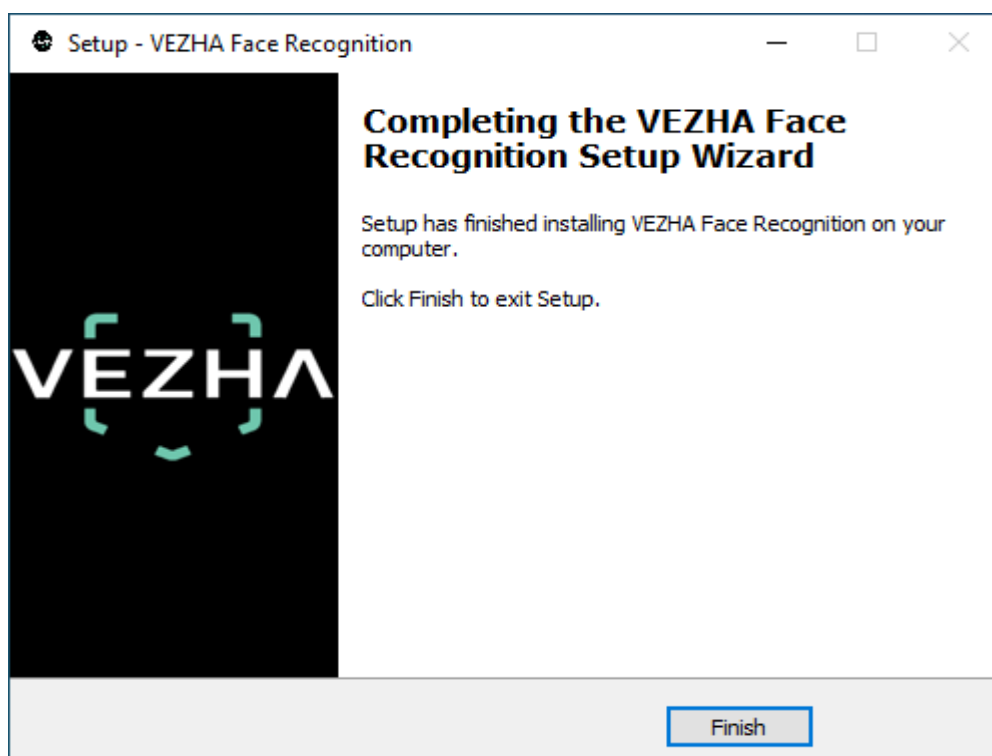 Setup - VEZHA Face Recognition
Completing the VEZHA Face
Recognition Setup Wizard
Setup has finished installing VEZHA Face Recognition on your
computer.
Click Finish to exit Setup.
VEZHA
Finish